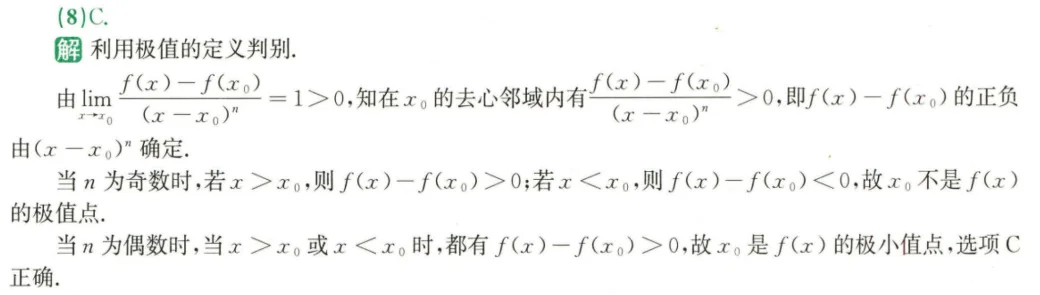 (8)C.
解 利用极值的定义判别.
由$\lim\limits_{x\to x_0}\frac{f(x)-f(x_0)}{(x-x_0)^n}=1>0$,知在$x_0$的去心邻域内有$\frac{f(x)-f(x_0)}{(x-x_0)^n}>0$,即$f(x)-f(x_0)$的正负
由$(x-x_0)^n$确定.
当$n$为奇数时,若$x>x_0$,则$f(x)-f(x_0)>0$;若$x<x_0$,则$f(x)-f(x_0)<0$,故$x_0$不是$f(x)$
的极值点.
当$n$为偶数时,当$x>x_0$或$x<x_0$时,都有$f(x)-f(x_0)>0$,故$x_0$是$f(x)$的极小值点,选项C
正确.